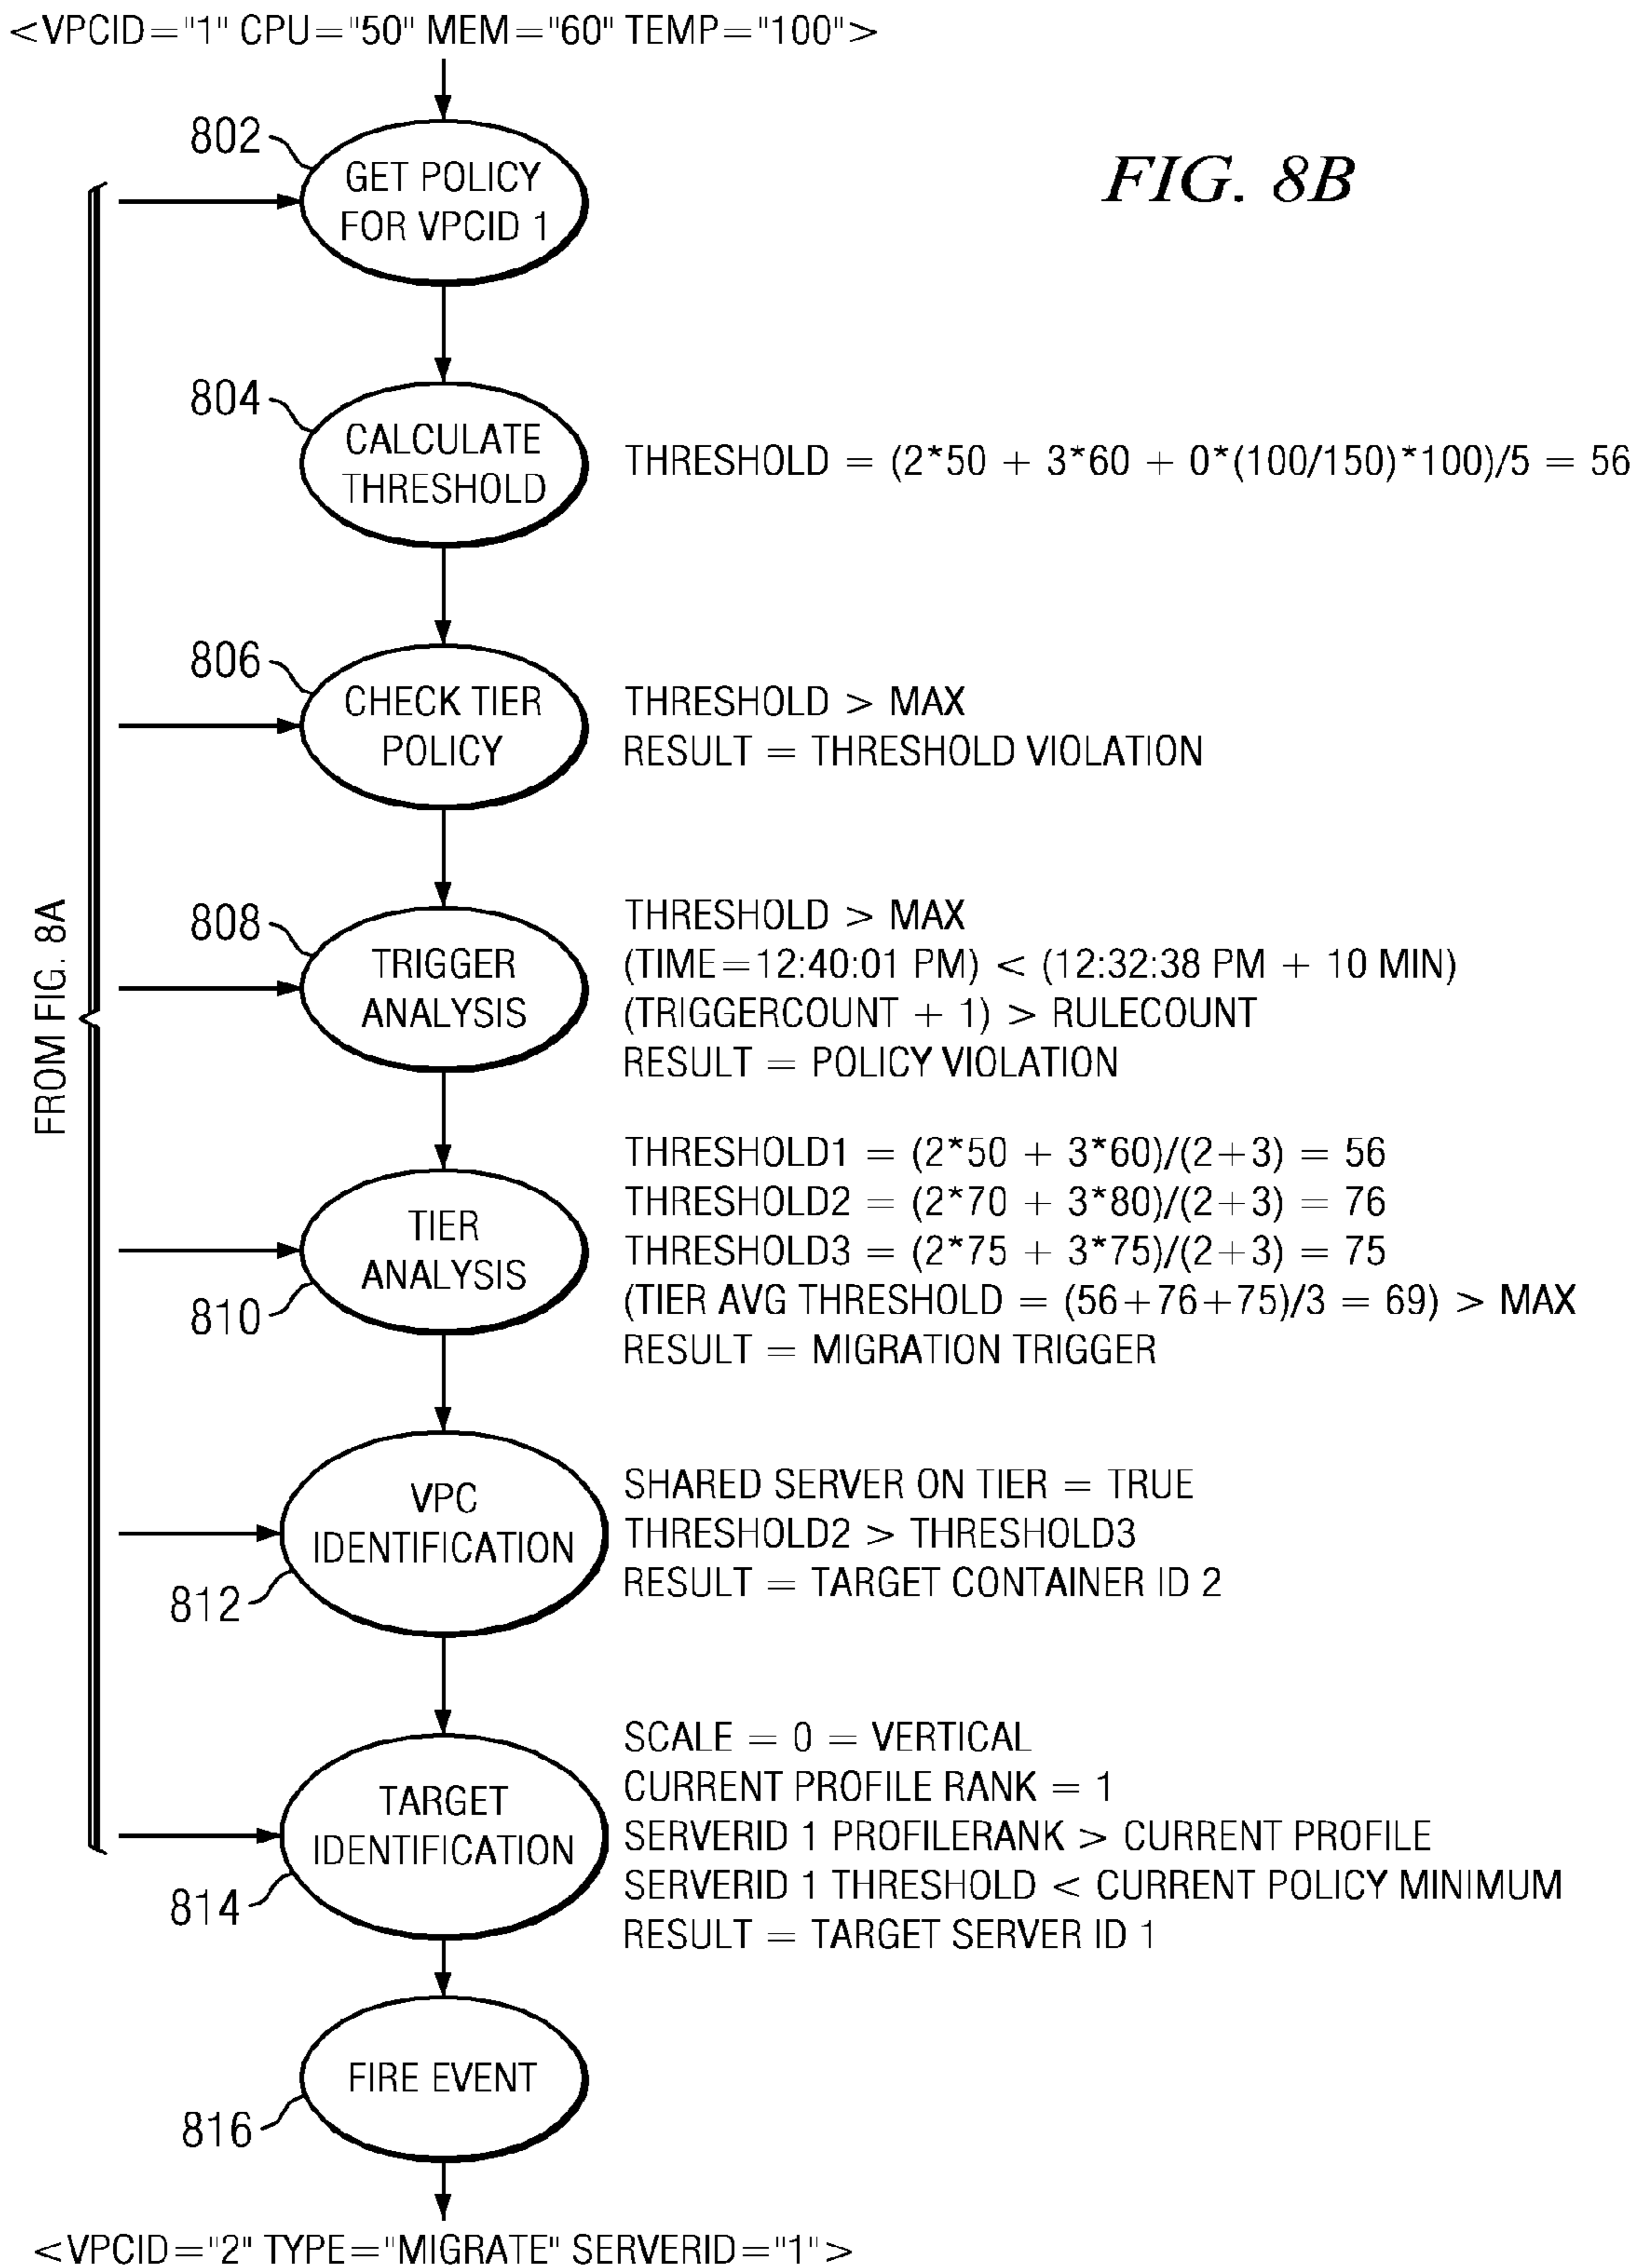 <VPCID="1" CPU="50" MEM="60" TEMP="100">
FIG. 8B
802
GET POLICY
FOR VPCID 1
804
CALCULATE
THRESHOLD
THRESHOLD = (2*50 + 3*60 + 0*(100/150)*100)/5 = 56
806
CHECK TIER
POLICY
THRESHOLD > MAX
RESULT = THRESHOLD VIOLATION
FROM FIG. 8A
808
TRIGGER
ANALYSIS
THRESHOLD > MAX
(TIME=12:40:01 PM) < (12:32:38 PM + 10 MIN)
(TRIGGERCOUNT + 1) > RULECOUNT
RESULT = POLICY VIOLATION
TIER
ANALYSIS
810
THRESHOLD1 = (2*50 + 3*60)/(2+3) = 56
THRESHOLD2 = (2*70 + 3*80)/(2+3) = 76
THRESHOLD3 = (2*75 + 3*75)/(2+3) = 75
(TIER AVG THRESHOLD = (56+76+75)/3 = 69) > MAX
RESULT = MIGRATION TRIGGER
VPC
IDENTIFICATION
812
SHARED SERVER ON TIER = TRUE
THRESHOLD2 > THRESHOLD3
RESULT = TARGET CONTAINER ID 2
TARGET
IDENTIFICATION
814
SCALE = 0 = VERTICAL
CURRENT PROFILE RANK = 1
SERVERID 1 PROFILERANK > CURRENT PROFILE
SERVERID 1 THRESHOLD < CURRENT POLICY MINIMUM
RESULT = TARGET SERVER ID 1
FIRE EVENT
816
<VPCID="2" TYPE="MIGRATE" SERVERID="1">